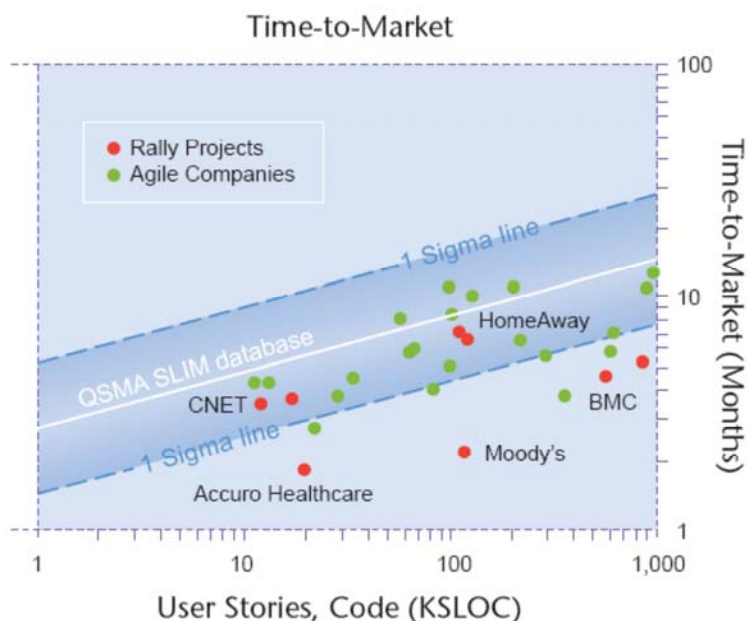 Time-to-Market
100
Rally Projects
Agile Companies
1 Sigma line
10
HomeAway
QSMA SLIM database
CNET
BMC
1 Sigma line
Moody's
Accuro Healthcare
1
Time-to-Market (Months)
1 10 100 1,000
User Stories, Code (KSLOC)